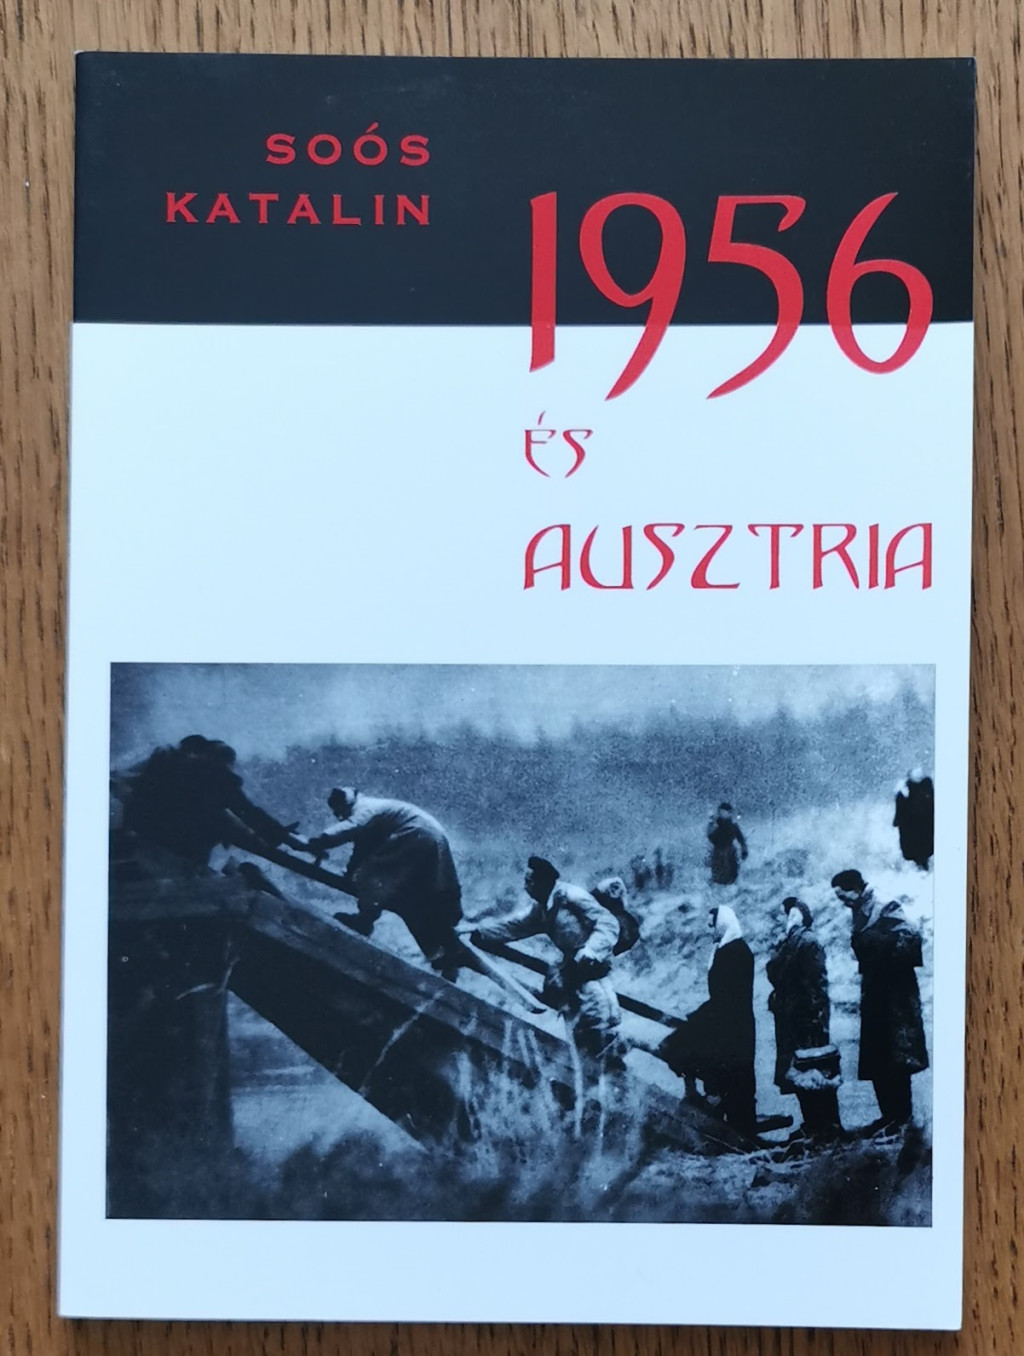 SOÓS
KATALIN
1956
ÉS
AUSZTRIA